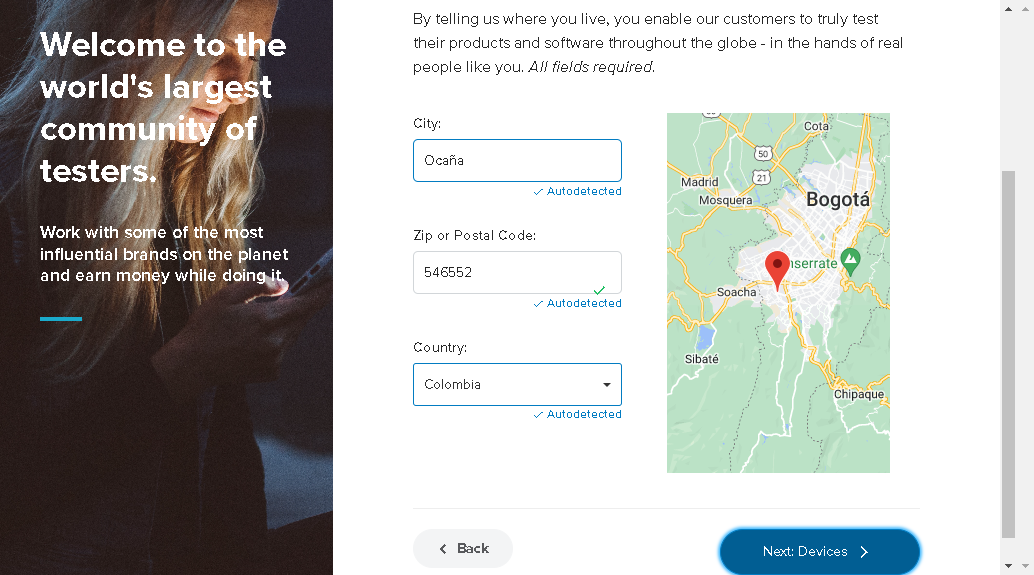 Welcome to the
world's largest
community of
testers.
Work with some of the most
influential brands on the planet
and earn money while doing it.
By telling us where you live, you enable our customers to truly test
their products and software throughout the globe - in the hands of real
people like you. All fields required.
City:
Ocaña
Autodetected
Zip or Postal Code:
546552
Autodetected
Country:
Colombia
Autodetected
Cota
50
21
Madrid
Mosquera
Bogotá
nserrate
Soacha
Sibaté
Chipaque
Back
Next: Devices